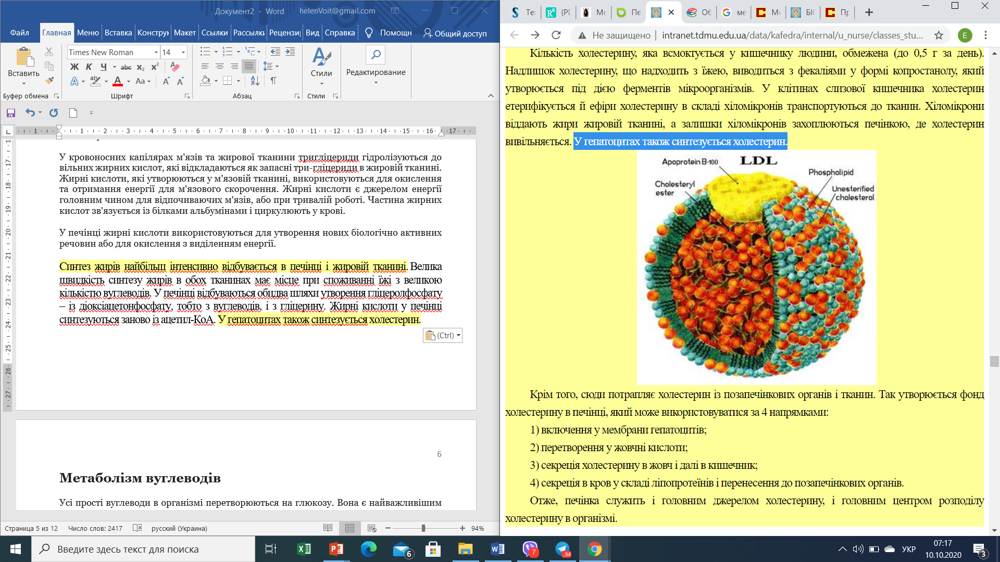 Документ2 - Word
helenVoit@gmail.com
Файл
Главная
Меню
Вставка
Макет
Ссылки
Вид
Справка
Помощн
Общий доступ
Вставить
Times New Roman
14
Ж К Ч abc x₂ x²
Aa
Стили
Редактирование
Буфер обмена
Шрифт
Абзац
Стили
У кровоносних капілярах м'язів та жирової тканини тригліцериди гідролізуються до
вільних жирних кислот, які відкладаються як запасні три-гліцериди в жировій тканині.
Жирні кислоти, які утворюються у м'язовій тканині, використовуються для окислення
та отримання енергії для м'язового скорочення. Жирні кислоти є джерелом енергії
головним чином для відпочиваючих м'язів, або при тривалій роботі. Частина жирних
кислот зв'язується із білками альбумінами і циркулюють у крові.
У печінці жирні кислоти використовуються для утворення нових біологічно активних
речовин або для окислення з виділенням енергії.
Синтез жирів найбільш інтенсивно відбувається в печінці і жировій тканині. Велика
швидкість синтезу жирів в обох тканинах має місце при споживанні їжі з великою
кількістю вуглеводів. У печінці відбуваються обидва шляхи утворення гліцеролфосфату
– із діоксіацетонфосфату, тобто з вуглеводів, і з гліцерину. Жирні кислоти у печінці
синтезуються заново із ацетил-КоА. У гепатоцитах також синтезується холестерин.
(Ctrl)
6
Метаболізм вуглеводів
Усі прості вуглеводи в організмі перетворюються на глюкозу. Вона є найважливішим
Страница 5 из 12
Число слов: 2417
русский (Украина)
94%
Не защищено
intranet.tdmu.edu.ua/data/kafedra/internal/u_nurse/classes_stu...
E
Кількість холестерину, яка всмоктується у кишечнику людини, обмежена (до 0,5 г за день).
Надлишок холестерину, що надходить з їжею, виводиться з фекаліями у формі копростанолу, який
утворюється під дією ферментів мікроорганізмів. У клітинах слизової кишечника холестерин
етерифікується й ефіри холестерину в складі хіломікронів транспортуються до тканин. Хіломікрони
віддають жири жировій тканині, а залишки хіломікронів захоплюються печінкою, де холестерин
вивільняється. У гепатоцитах також синтезується холестерин.
Apoprotein B-100
LDL
Phospholipid
Cholesteryl
ester
Unesterified
cholesterol
Крім того, сюди потрапляє холестерин із позапечінкових органів і тканин. Так утворюється фонд
холестерину в печінці, який може використовуватися за 4 напрямками:
1) включення у мембрани гепатоцитів;
2) перетворення у жовчні кислоти;
3) секреція холестерину в жовч і далі в кишечник;
4) секреція в кров у складі ліпопротеїнів і перенесення до позапечінкових органів.
Отже, печінка служить і головним джерелом холестерину, і головним центром розподілу
холестерину в організмі.
Введите здесь текст для поиска
6
7
..94
УКР
07:17
10.10.2020
3